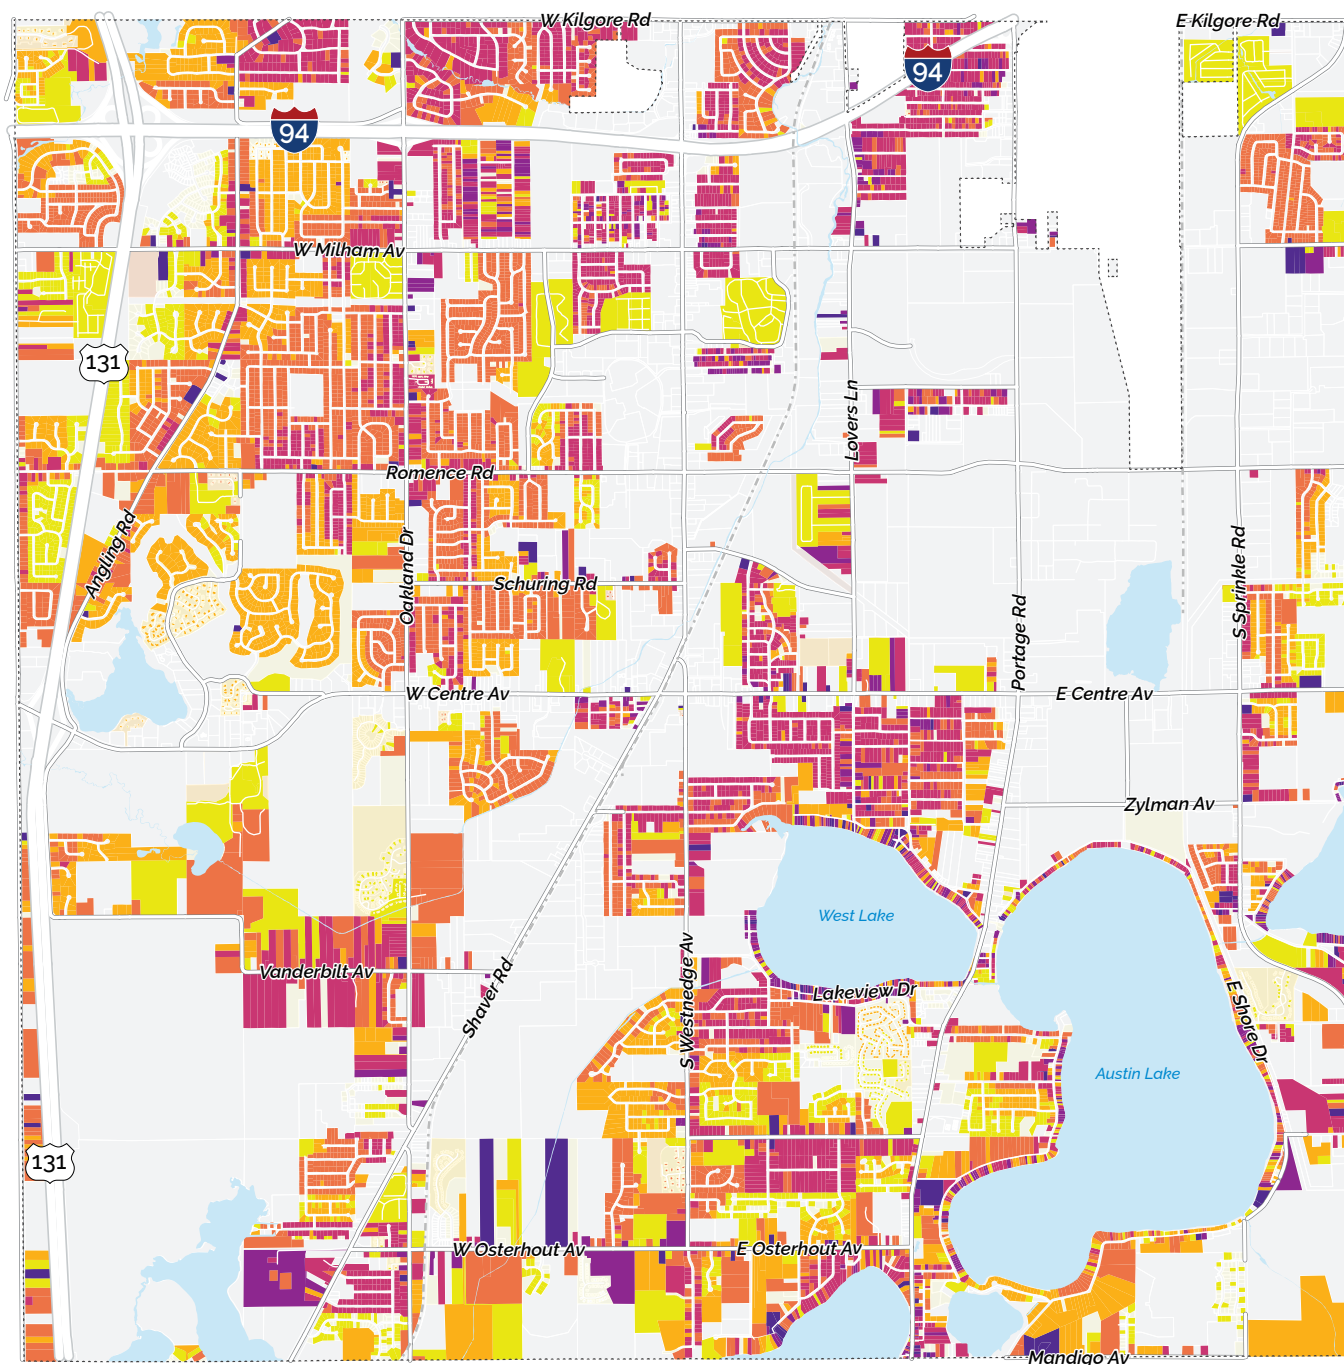 W Kilgore Rd
E Kilgore Rd
94
94
W Milham Av
131
Lovers Ln
Romence Rd
Angling Rd
Oakland Dr
Schuring Rd
S Sprinkle Rd
Portage Rd
W Centre Av
E Centre Av
Zylman Av
West Lake
Vanderbilt Av
Shaver Rd
S Westnedge Av
Lakeview Dr
E Shore Dr
Austin Lake
131
W Osterhout Av
E Osterhout Av
Mandigo Av